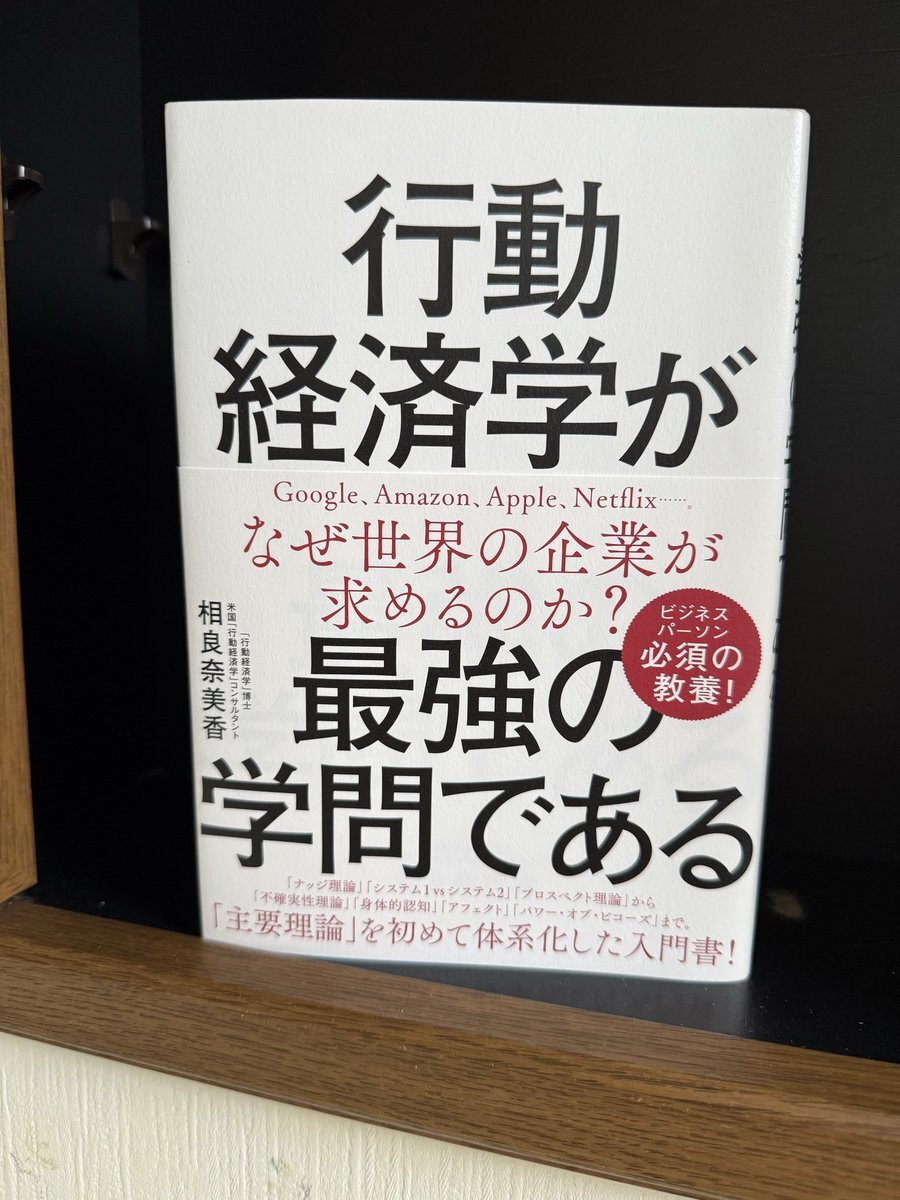 行動
経済学が
Google、Amazon、Apple、Netflix……。
なぜ世界の企業が
求めるのか?
ビジネス
パーソン
必須の
教養!
「行動経済学」博士
米国「行動経済学」コンサルタント
相良奈美香
最強の
学問である
「ナッジ理論」「システム1 vs システム2」「プロスペクト理論」から
「不確実性理論」「身体的認知」「アフェクト」「パワー・オブ・ビコーズ」まで。
「主要理論」を初めて体系化した入門書!